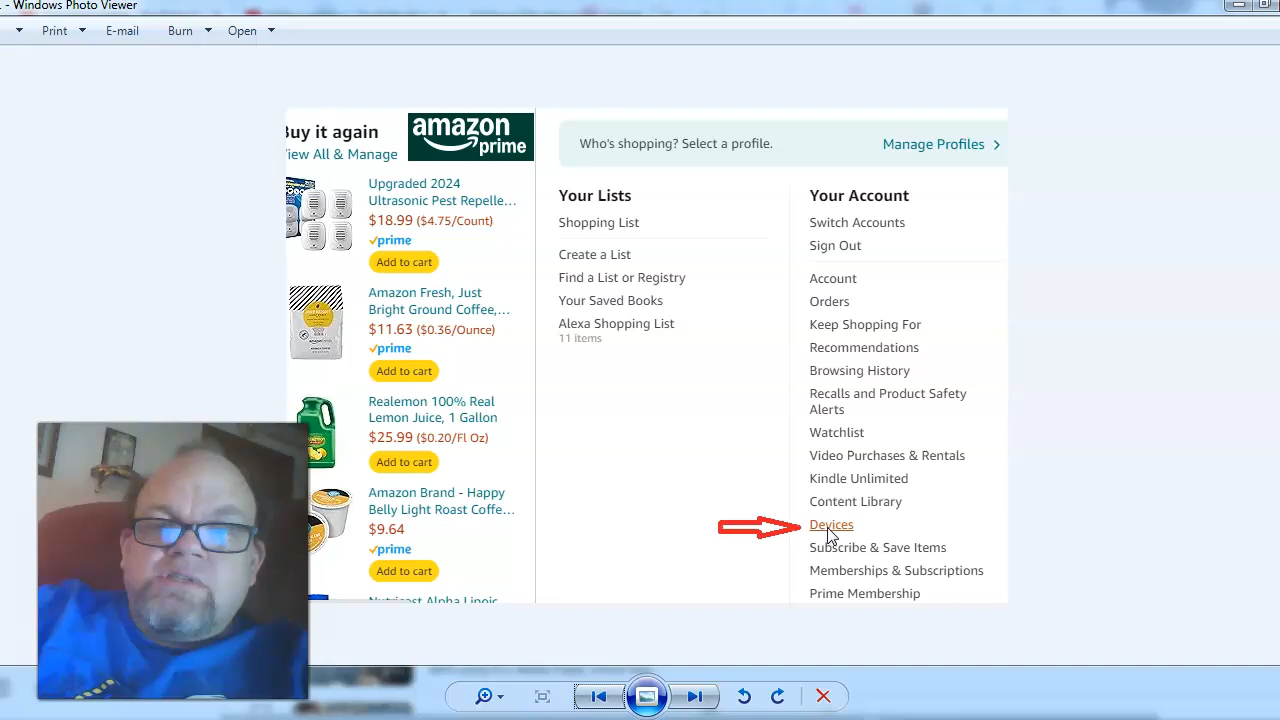 - Windows Photo Viewer
Print
E-mail
Burn
Open
Buy it again
View All & Manage
amazon
prime
Upgraded 2024
Ultrasonic Pest Repelle...
$18.99 ($4.75/Count)
prime
Add to cart
Amazon Fresh, Just
Bright Ground Coffee,...
$11.63 ($0.36/Ounce)
prime
Add to cart
Realemon 100% Real
Lemon Juice, 1 Gallon
$25.99 ($0.20/Fl Oz)
Add to cart
Amazon Brand - Happy
Belly Light Roast Coffe...
$9.64
prime
Add to cart
Who's shopping? Select a profile.
Manage Profiles
Your Lists
Shopping List
Create a List
Find a List or Registry
Your Saved Books
Alexa Shopping List
11 items
Your Account
Switch Accounts
Sign Out
Account
Orders
Keep Shopping For
Recommendations
Browsing History
Recalls and Product Safety
Alerts
Watchlist
Video Purchases & Rentals
Kindle Unlimited
Content Library
Devices
Subscribe & Save Items
Memberships & Subscriptions
Prime Membership